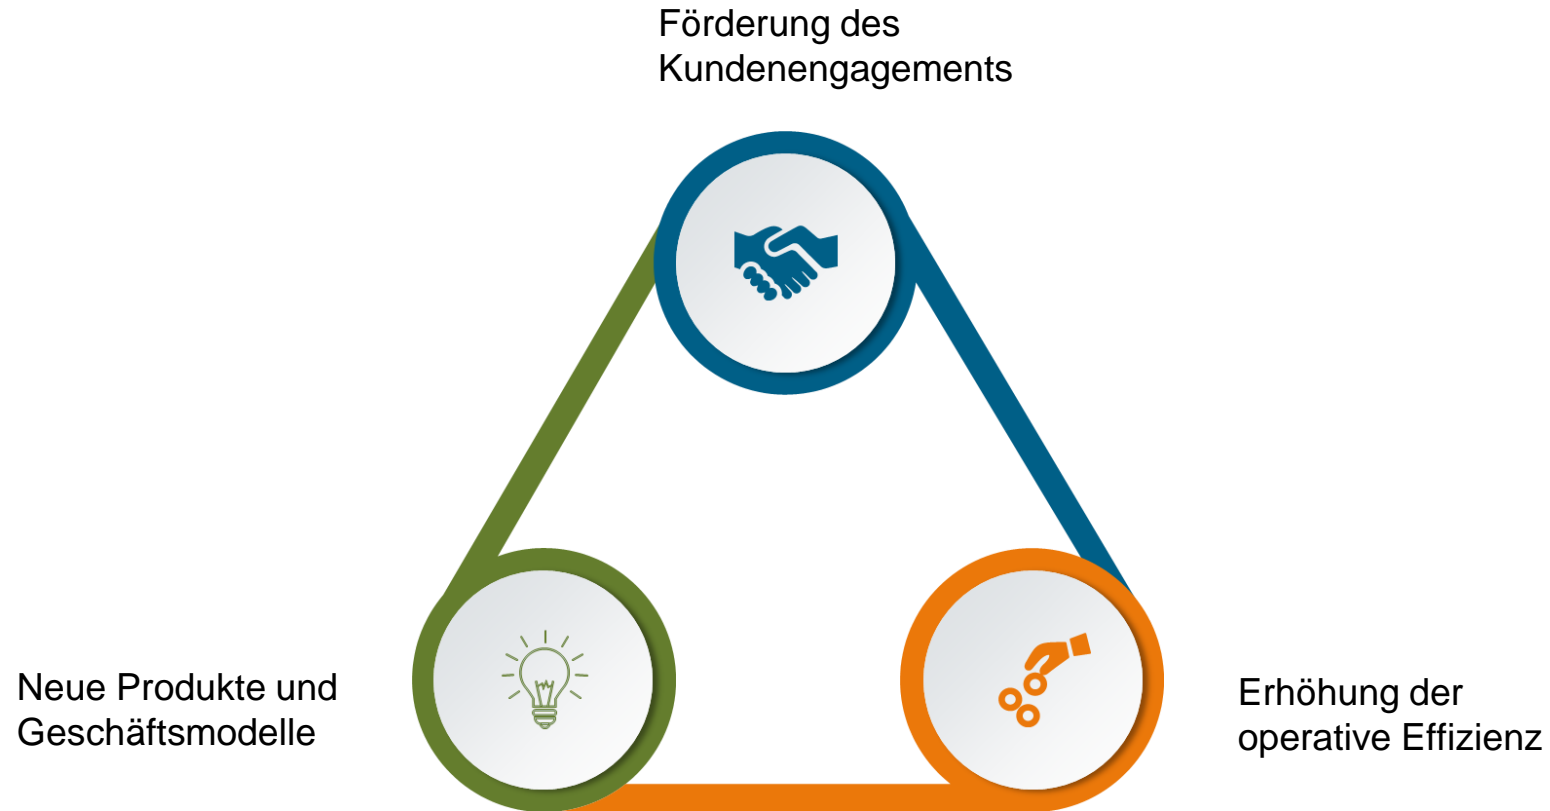 Förderung des
Kundenengagements
Neue Produkte und
Geschäftsmodelle
Erhöhung der
operative Effizienz